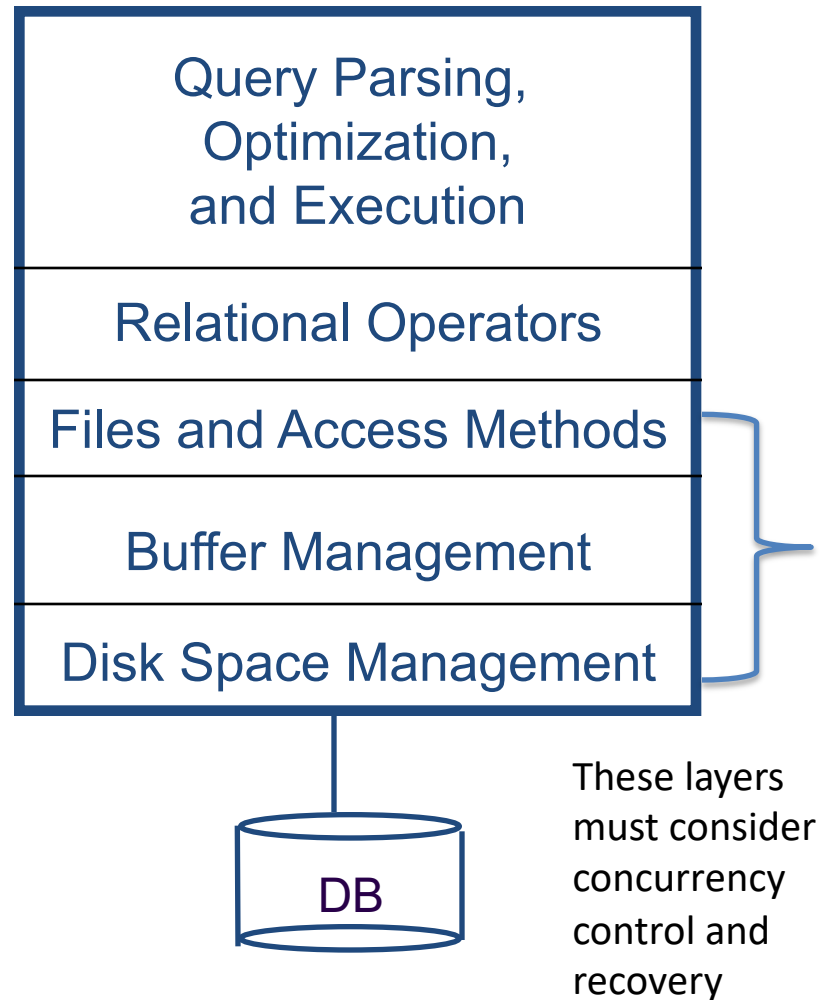 Query Parsing,
Optimization,
and Execution
Relational Operators
Files and Access Methods
Buffer Management
Disk Space Management
DB
These layers
must consider
concurrency
control and
recovery